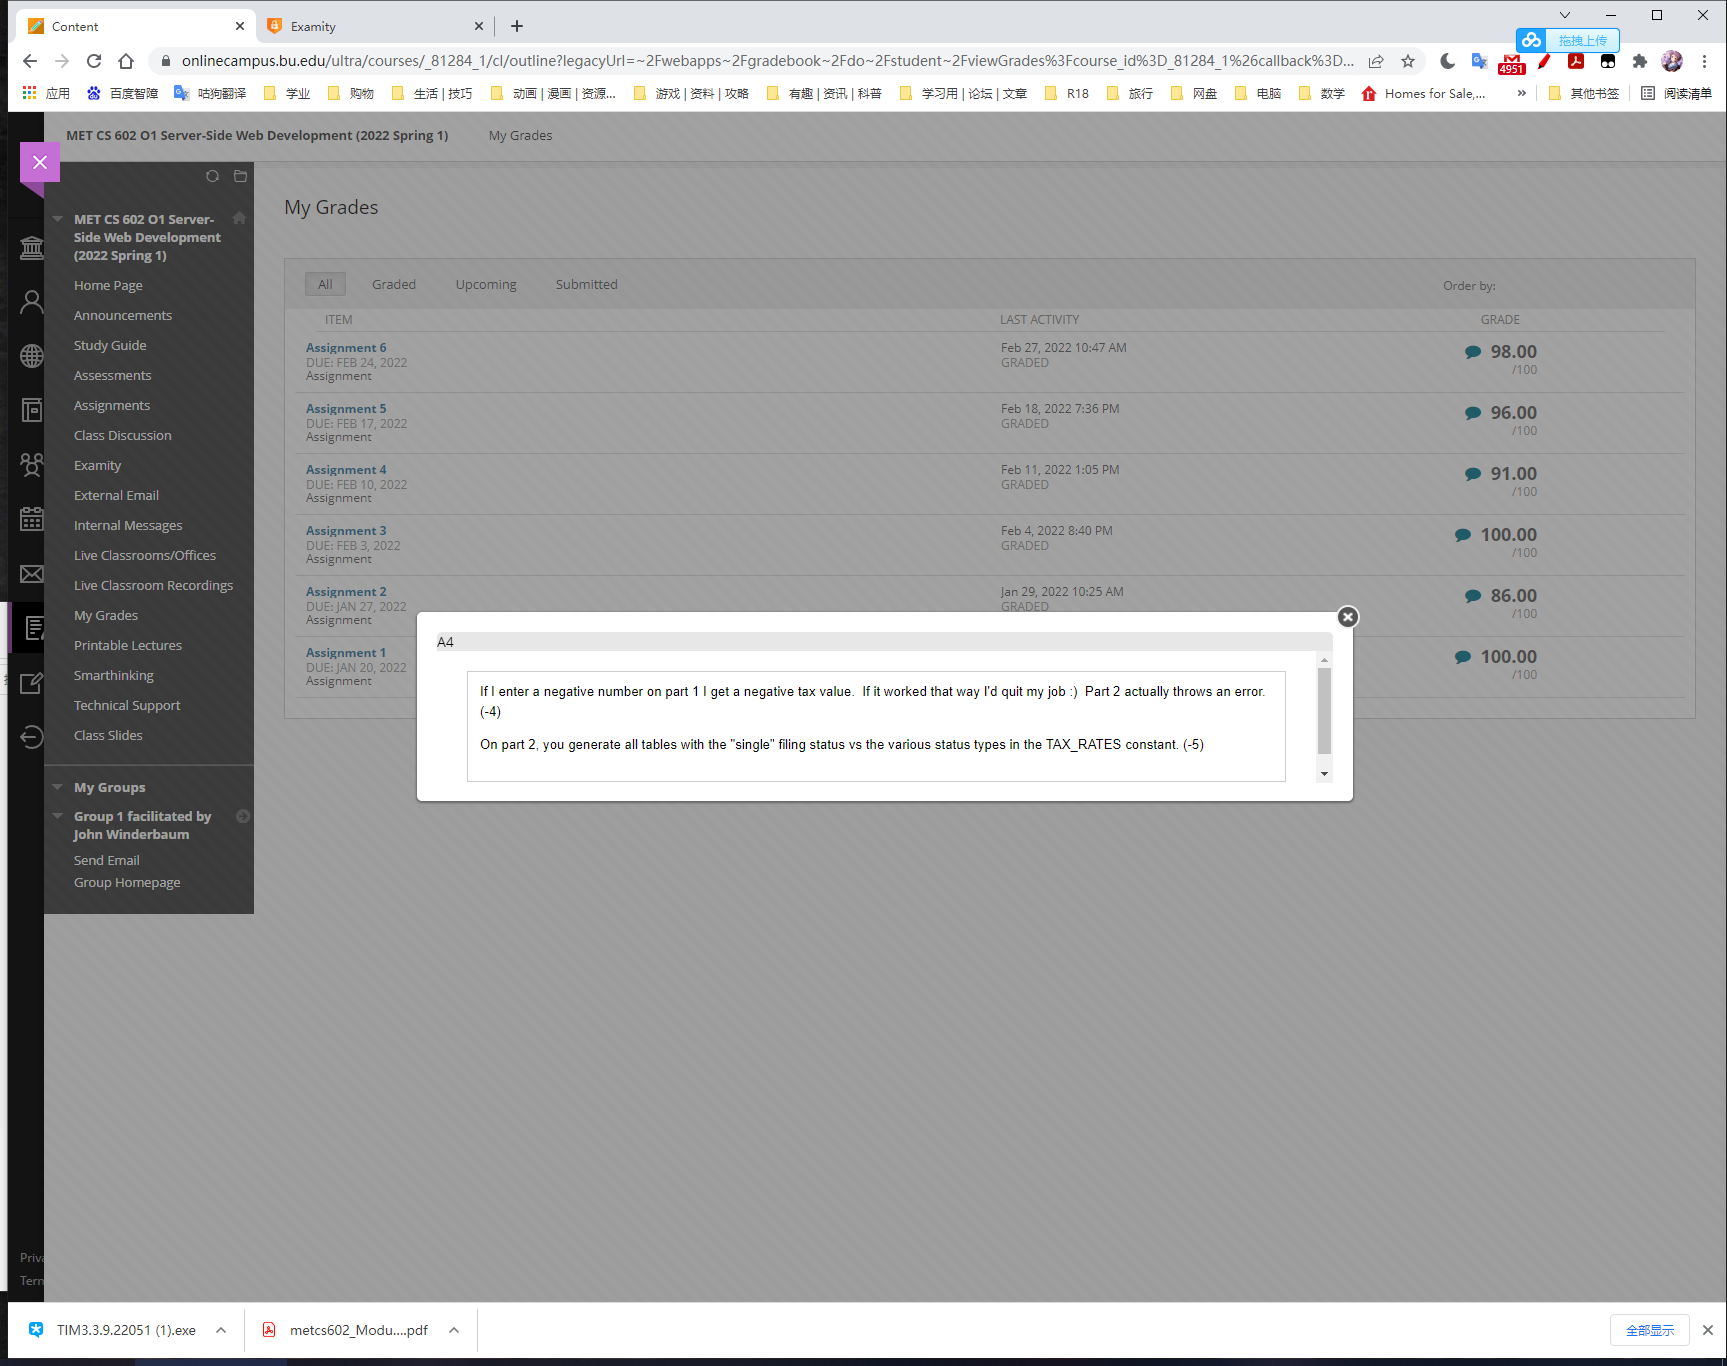 Content
Examity
拖拽上传
onlinecampus.bu.edu/ultra/courses/_81284_1/cl/outline?legacyUrl=~2Fwebapps~2Fgradebook~2Fdo~2Fstudent~2FviewGrades%3Fcourse_id%3D_81284_1%26callback%3D...
4951
应用 百度智障 咕狗翻译 学业 购物 生活 | 技巧 动画 | 漫画 | 资源... 游戏 | 资料 | 攻略 有趣 | 资讯 | 科普 学习用 | 论坛 | 文章 R18 旅行 网盘 电脑 数学 Homes for Sale,... » 其他书签 阅读清单
MET CS 602 O1 Server-Side Web Development (2022 Spring 1) My Grades
MET CS 602 O1 Server-
Side Web Development
(2022 Spring 1)
Home Page
Announcements
Study Guide
Assessments
Assignments
Class Discussion
Examity
External Email
Internal Messages
Live Classrooms/Offices
Live Classroom Recordings
My Grades
Printable Lectures
Smarthinking
Technical Support
Class Slides
My Groups
Group 1 facilitated by
John Winderbaum
Send Email
Group Homepage
My Grades
All Graded Upcoming Submitted Order by:
ITEM LAST ACTIVITY GRADE
Assignment 6 Feb 27, 2022 10:47 AM 98.00
DUE: FEB 24, 2022 GRADED /100
Assignment
Assignment 5 Feb 18, 2022 7:36 PM 96.00
DUE: FEB 17, 2022 GRADED /100
Assignment
Assignment 4 Feb 11, 2022 1:05 PM 91.00
DUE: FEB 10, 2022 GRADED /100
Assignment
Assignment 3 Feb 4, 2022 8:40 PM 100.00
DUE: FEB 3, 2022 GRADED /100
Assignment
Assignment 2 Jan 29, 2022 10:25 AM 86.00
DUE: JAN 27, 2022 GRADED /100
Assignment
Assignment 1 100.00
DUE: JAN 20, 2022 /100
Assignment
A4
If I enter a negative number on part 1 I get a negative tax value.  If it worked that way I'd quit my job :)  Part 2 actually throws an error.
(-4)
On part 2, you generate all tables with the "single" filing status vs the various status types in the TAX_RATES constant. (-5)
Priva
Term
TIM3.3.9.22051 (1).exe
metcs602_Modu....pdf
全部显示